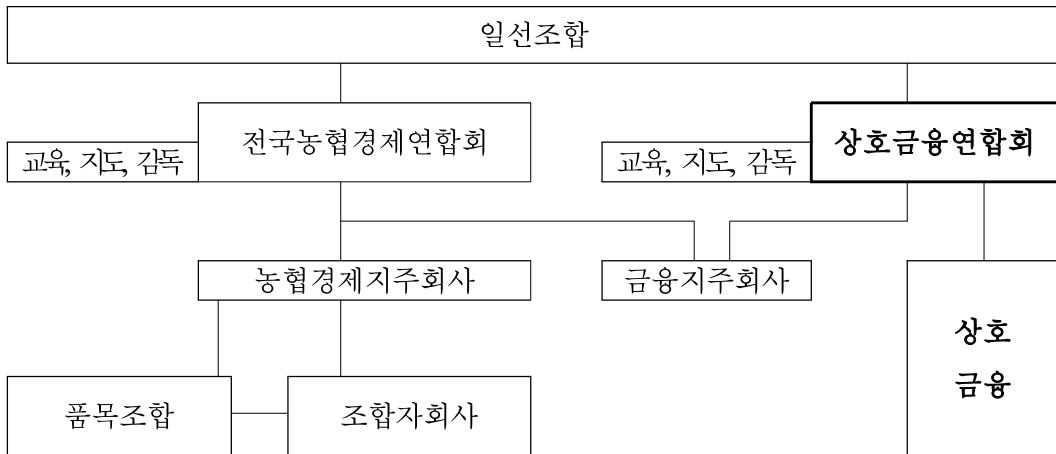 일선조합
전국농협경제연합회
상호금융연합회
교육, 지도, 감독
교육, 지도, 감독
농협경제지주회사
금융지주회사
상호
금융
품목조합
조합자회사